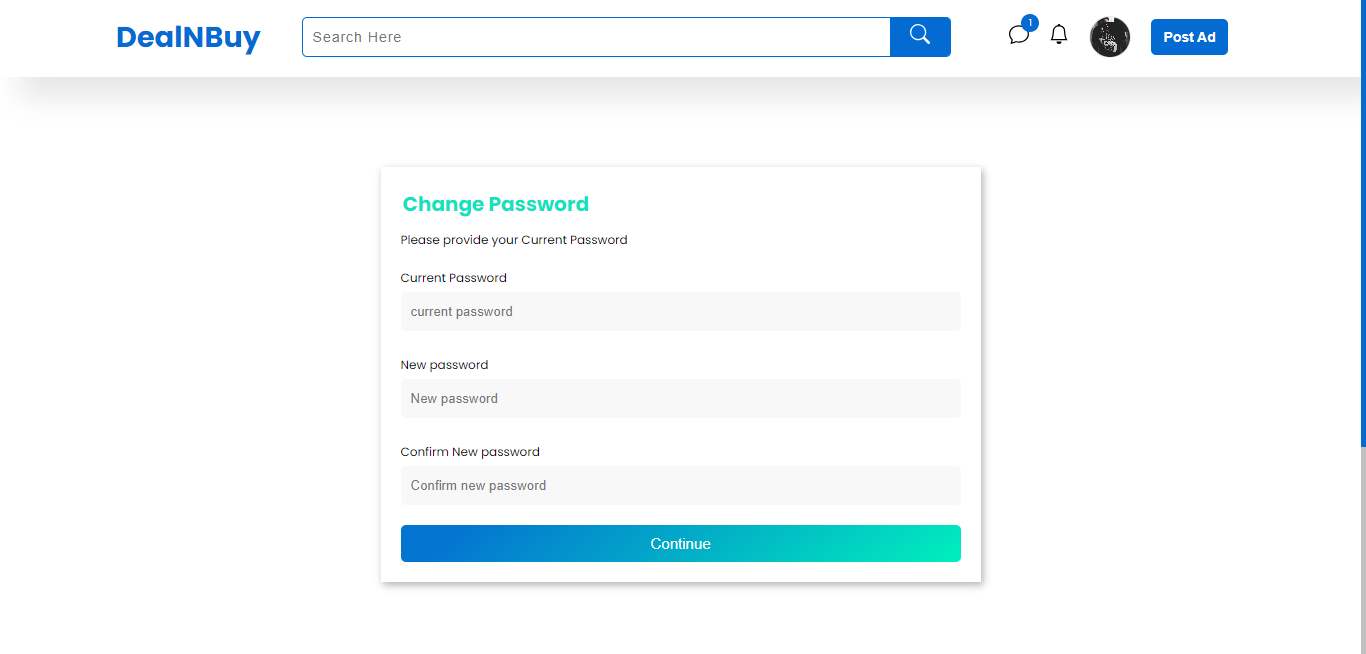 DealNBuy
Search Here
1
Post Ad
Change Password
Please provide your Current Password
Current Password
current password
New password
New password
Confirm New password
Confirm new password
Continue